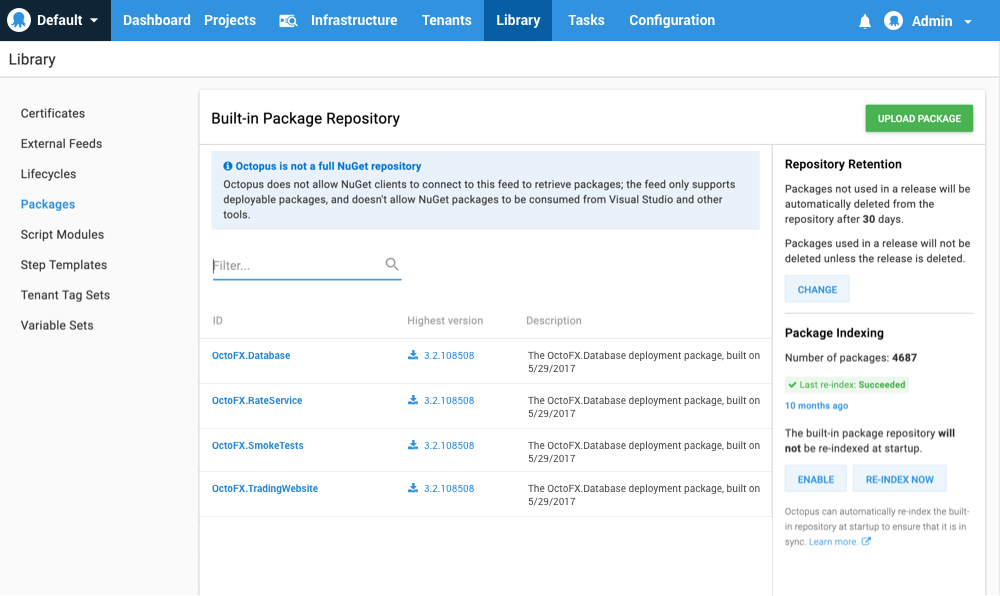 Default Dashboard Projects Infrastructure Tenants Library Tasks Configuration Admin
Library
Certificates
External Feeds
Lifecycles
Packages
Script Modules
Step Templates
Tenant Tag Sets
Variable Sets
Built-in Package Repository
UPLOAD PACKAGE
Octopus is not a full NuGet repository
Octopus does not allow NuGet clients to connect to this feed to retrieve packages; the feed only supports
deployable packages, and doesn't allow NuGet packages to be consumed from Visual Studio and other
tools.
Filter...
ID Highest version Description
OctoFX.Database 3.2.108508 The OctoFX.Database deployment package, built on
5/29/2017
OctoFX.RateService 3.2.108508 The OctoFX.Database deployment package, built on
5/29/2017
OctoFX.SmokeTests 3.2.108508 The OctoFX.Database deployment package, built on
5/29/2017
OctoFX.TradingWebsite 3.2.108508 The OctoFX.Database deployment package, built on
5/29/2017
Repository Retention
Packages not used in a release will be
automatically deleted from the
repository after 30 days.
Packages used in a release will not be
deleted unless the release is deleted.
CHANGE
Package Indexing
Number of packages: 4687
Last re-index: Succeeded
10 months ago
The built-in package repository will
not be re-indexed at startup.
ENABLE RE-INDEX NOW
Octopus can automatically re-index the built-
in repository at startup to ensure that it is in
sync. Learn more.